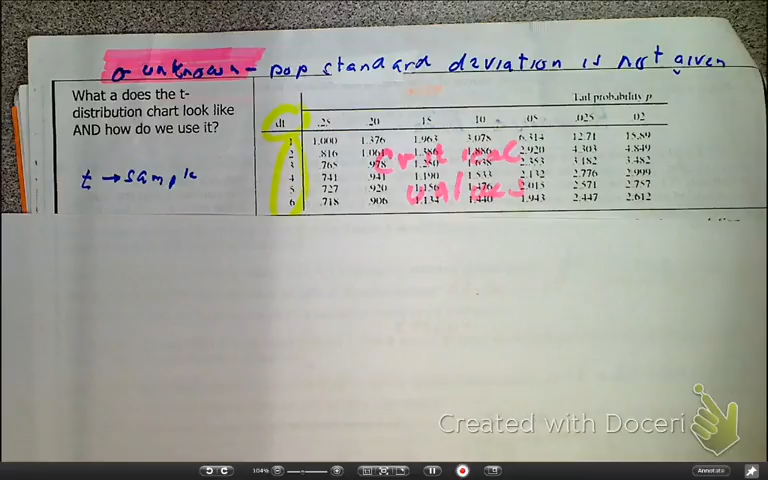 σ unknown - pop standard deviation is not given
What a does the t-
distribution chart look like
AND how do we use it?
t → sample
Tail probability p
df .25 .20 .15 .10 .05 .025 .02
1 1.000 1.376 1.963 3.078 6.314 12.71 15.89
2 .816 1.061 1.386 1.886 2.920 4.303 4.849
3 .765 .978 1.250 1.638 2.353 3.182 3.482
4 .741 .941 1.190 1.533 2.132 2.776 2.999
5 .727 .920 1.156 1.476 2.015 2.571 2.757
6 .718 .906 1.134 1.440 1.943 2.447 2.612
critical
values
Created with Doceri
104%
Annotate